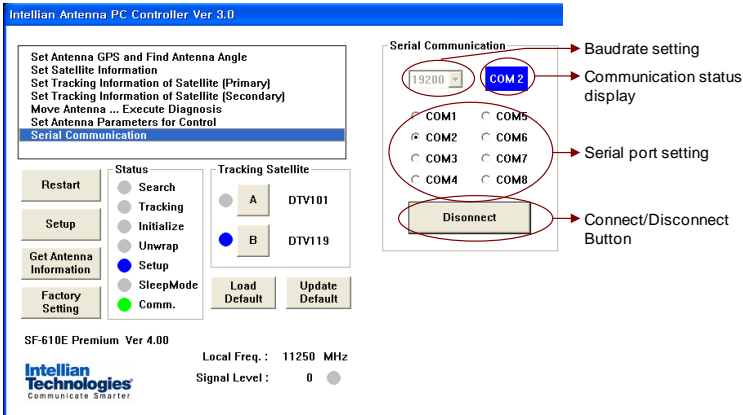 Intellian Antenna PC Controller Ver 3.0
Set Antenna GPS and Find Antenna Angle
Set Satellite Information
Set Tracking Information of Satellite (Primary)
Set Tracking Information of Satellite (Secondary)
Move Antenna ... Execute Diagnosis
Set Antenna Parameters for Control
Serial Communication
Restart
Setup
Get Antenna
Information
Factory
Setting
Status
Search
Tracking
Initialize
Unwrap
Setup
SleepMode
Comm.
Tracking Satellite
A DTV101
B DTV119
Load
Default
Update
Default
SF-610E Premium Ver 4.00
Intellian
Technologies
Communicate Smarter
Local Freq. : 11250 MHz
Signal Level : 0
Serial Communication
19200 COM 2
COM1 COM5
COM2 COM6
COM3 COM7
COM4 COM8
Disonnect
Baudrate setting
Communication status
display
Serial port setting
Connect/Disconnect
Button